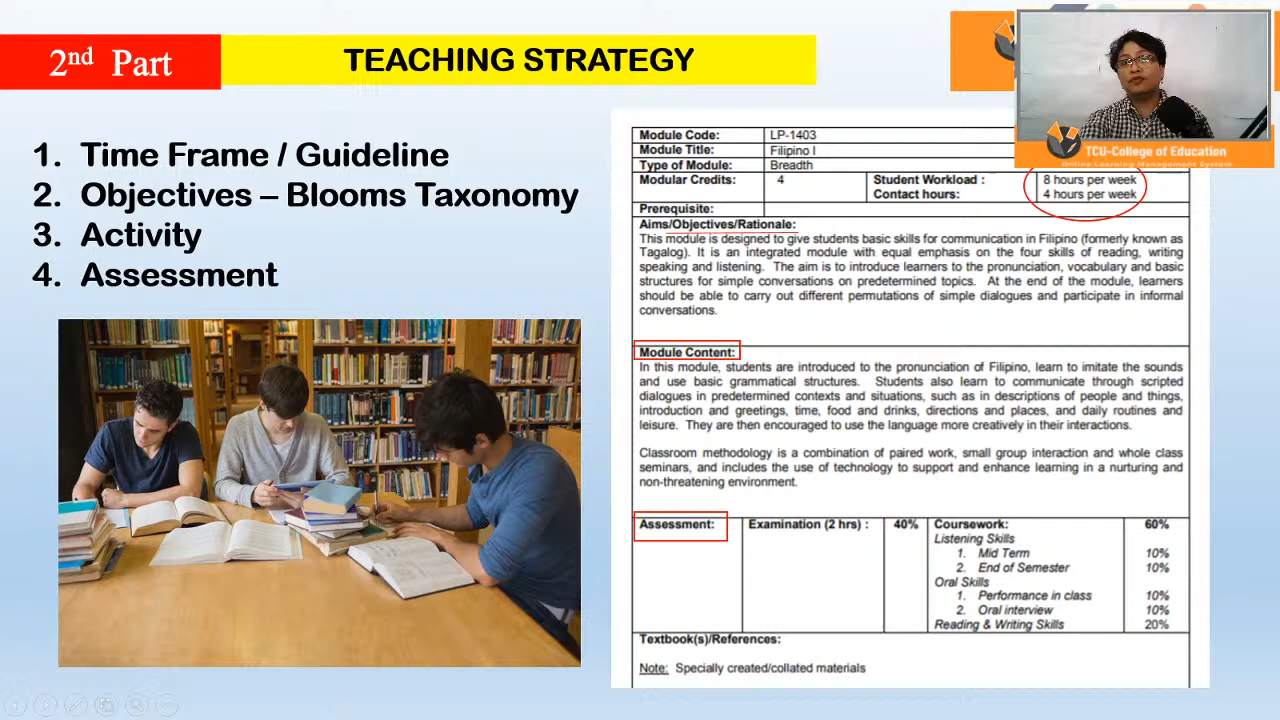 2nd Part
TEACHING STRATEGY
1. Time Frame / Guideline
2. Objectives – Blooms Taxonomy
3. Activity
4. Assessment
TCU-College of Education
Online Learning Management System
Module Code: LP-1403
Module Title: Filipino I
Type of Module: Breadth
Modular Credits: 4 Student Workload : 8 hours per week
Contact hours: 4 hours per week
Prerequisite:
Aims/Objectives/Rationale:
This module is designed to give students basic skills for communication in Filipino (formerly known as
Tagalog). It is an integrated module with equal emphasis on the four skills of reading, writing
speaking and listening. The aim is to introduce learners to the pronunciation, vocabulary and basic
structures for simple conversations on predetermined topics. At the end of the module, learners
should be able to carry out different permutations of simple dialogues and participate in informal
conversations.
Module Content:
In this module, students are introduced to the pronunciation of Filipino, learn to imitate the sounds
and use basic grammatical structures. Students also learn to communicate through scripted
dialogues in predetermined contexts and situations, such as in descriptions of people and things,
introduction and greetings, time, food and drinks, directions and places, and daily routines and
leisure. They are then encouraged to use the language more creatively in their interactions.
Classroom methodology is a combination of paired work, small group interaction and whole class
seminars, and includes the use of technology to support and enhance learning in a nurturing and
non-threatening environment.
Assessment: Examination (2 hrs) : 40% Coursework: 60%
Listening Skills
1. Mid Term 10%
2. End of Semester 10%
Oral Skills
1. Performance in class 10%
2. Oral interview 10%
Reading & Writing Skills 20%
Textbook(s)/References:
Note: Specially created/collated materials